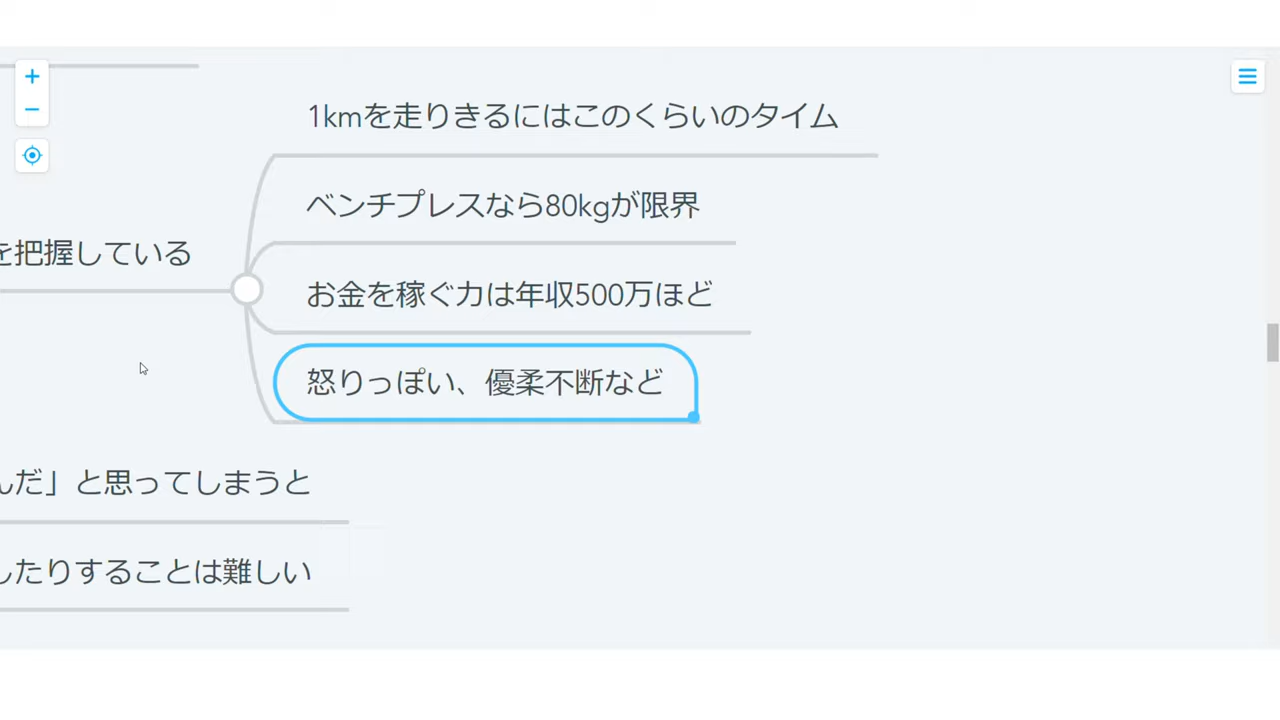 1kmを走りきるにはこのくらいのタイム
ベンチプレスなら80kgが限界
を把握している
お金を稼ぐ力は年収500万ほど
怒りっぽい、優柔不断など
んだ」と思ってしまうと
したりすることは難しい